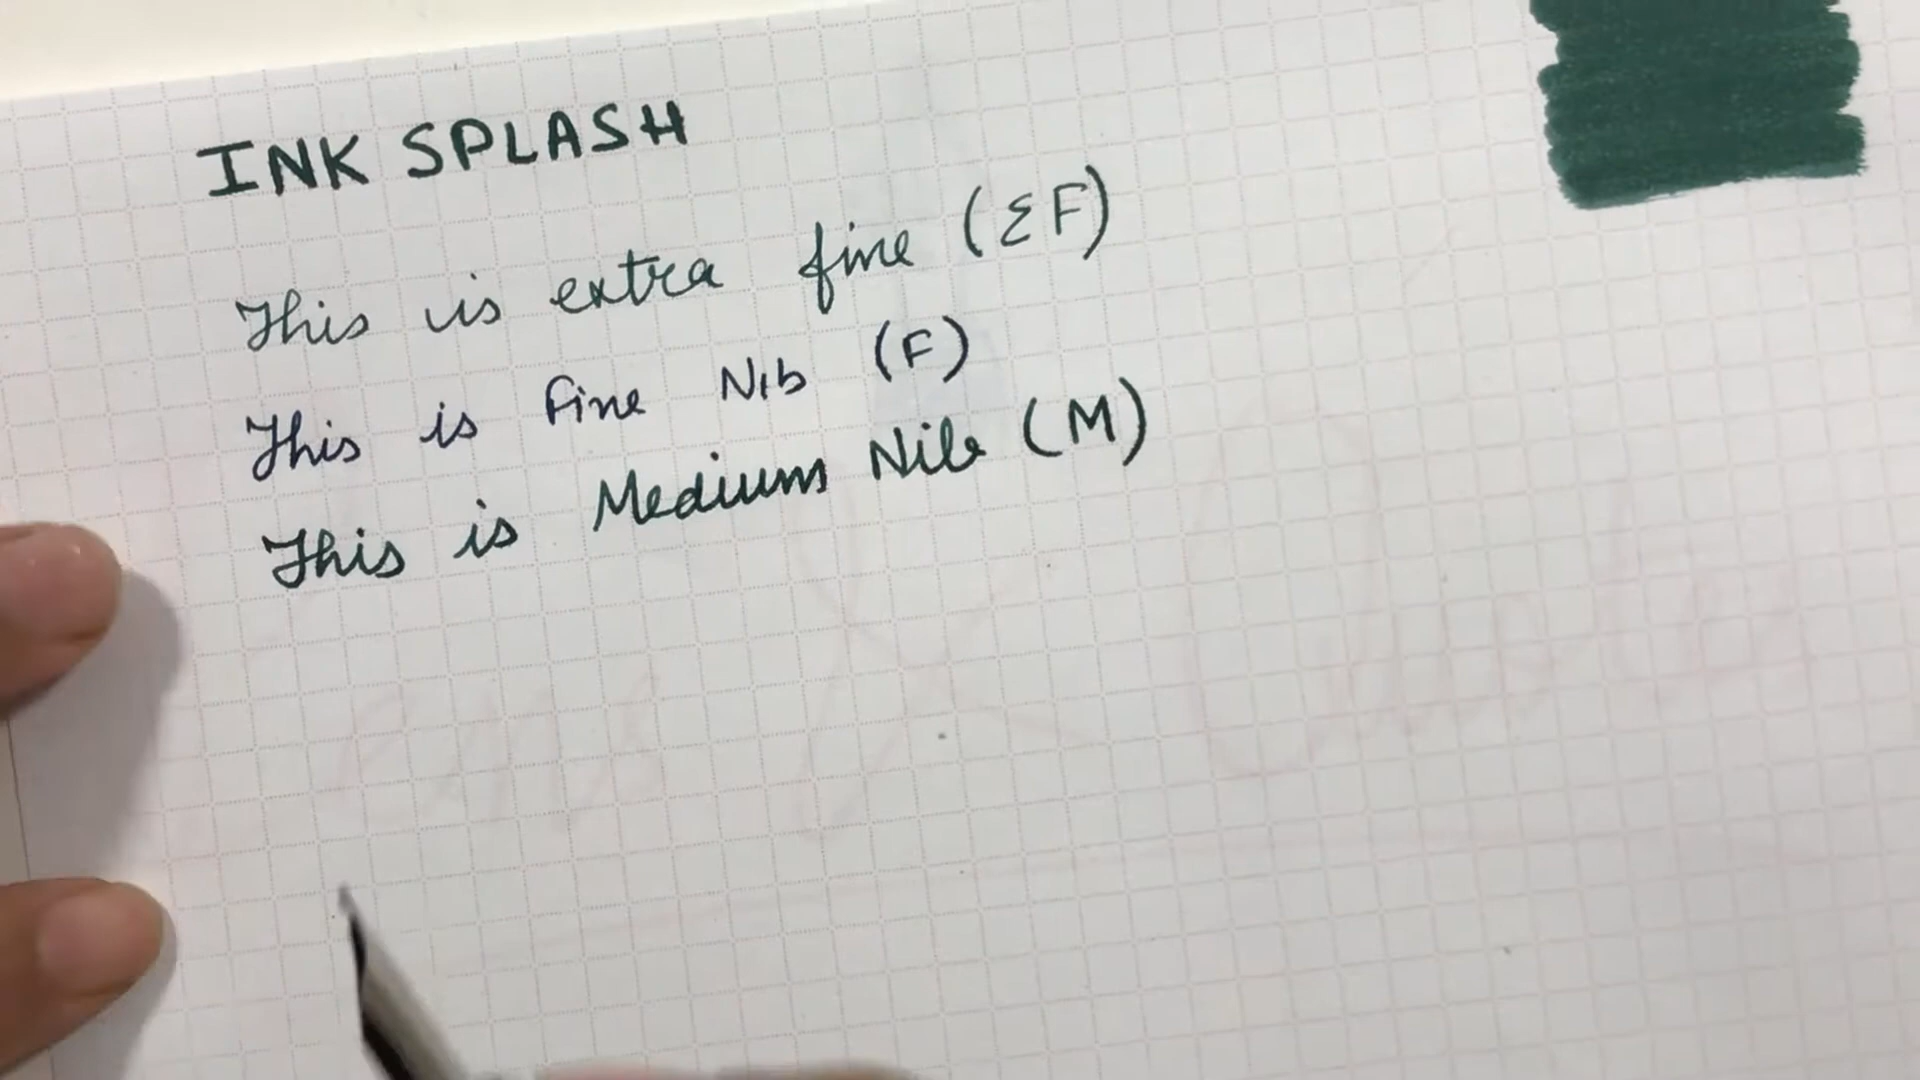 INK SPLASH
This is extra fine (EF)
This is fine Nib (F)
This is Medium Nib (M)